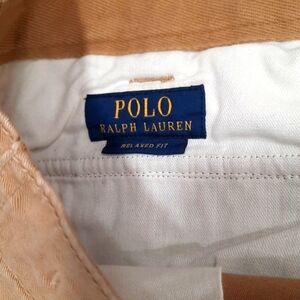 POLO
RALPH LAUREN
RELAXED FIT